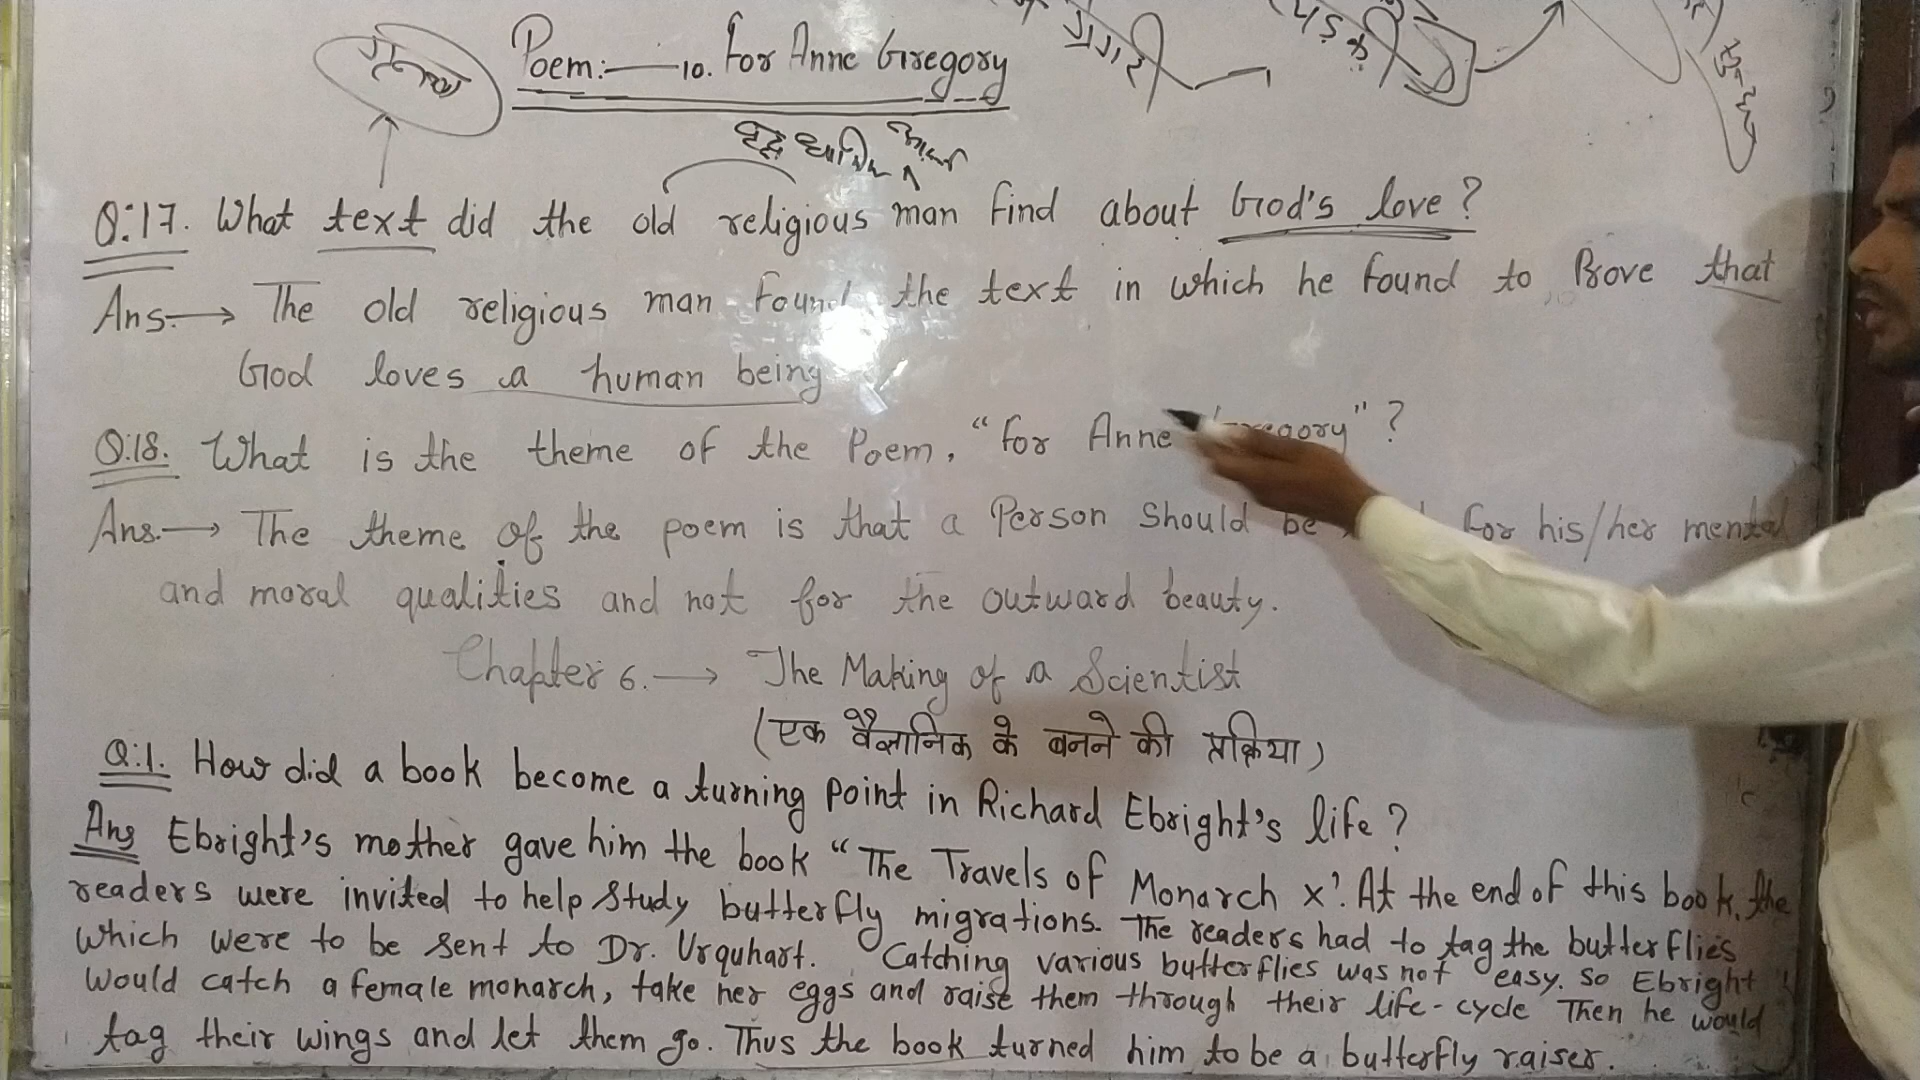 Poem:— 10. For Anne Gregory
Q.17. What text did the old religious man find about God's love?
Ans.→ The old religious man found the text in which he found to Prove that
God loves a human being
Q.18. What is the theme of the Poem, "for Anne Gregory"?
Ans.→ The theme of the poem is that a Person should be for his/her mental
and moral qualities and not for the outward beauty.
Chapter 6.→ The Making of a Scientist
(एक वैज्ञानिक के बनने की प्रक्रिया)
Q.1. How did a book become a turning point in Richard Ebright's life?
Ans Ebright's mother gave him the book "The Travels of Monarch x'. At the end of this book, the
readers were invited to help study butterfly migrations. The readers had to tag the butterflies
which were to be sent to Dr. Urquhart. Catching various butterflies was not easy. So Ebright
would catch a female monarch, take her eggs and raise them through their life-cycle Then he would
tag their wings and let them go. Thus the book turned him to be a butterfly raiser.